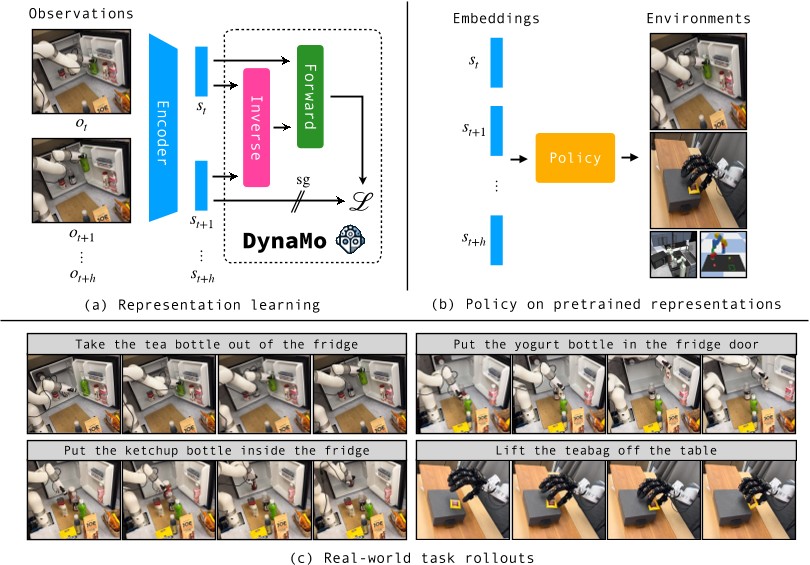 Observations
o_t
o_{t+1}
⋮
o_{t+h}
Encoder
s_t
s_{t+1}
⋮
s_{t+h}
Inverse
Forward
sg
ℒ
DynaMo
(a) Representation learning
Embeddings
Environments
s_t
s_{t+1}
⋮
s_{t+h}
Policy
(b) Policy on pretrained representations
Take the tea bottle out of the fridge
Put the yogurt bottle in the fridge door
Put the ketchup bottle inside the fridge
Lift the teabag off the table
(c) Real-world task rollouts